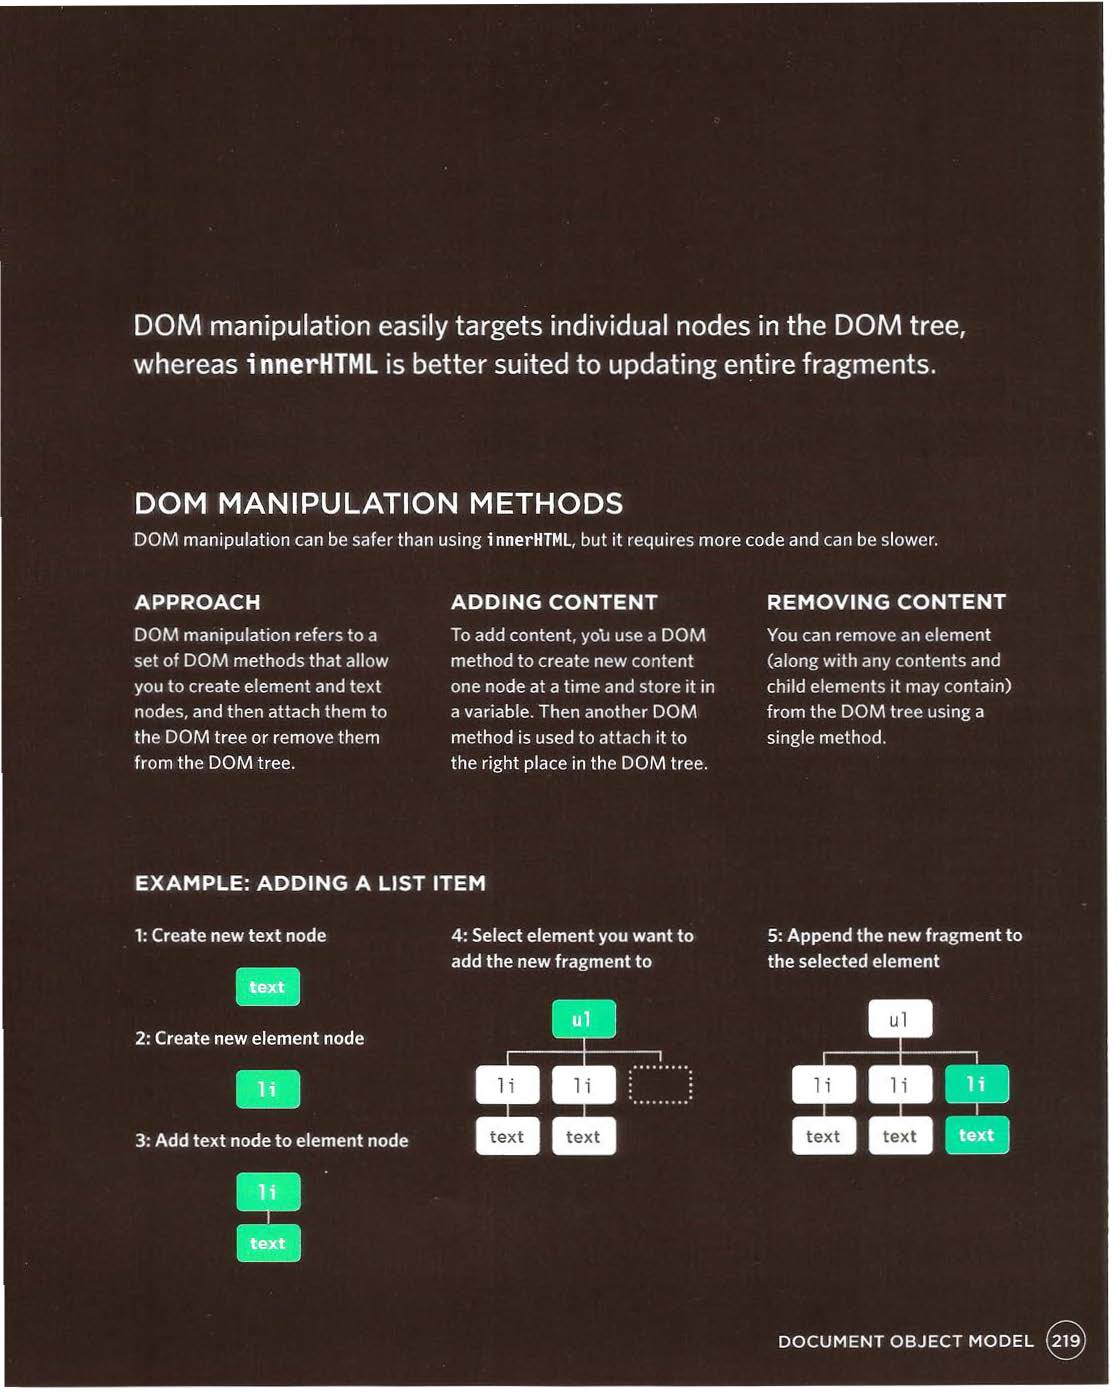 DOM manipulation easily targets individual nodes in the DOM tree,
whereas innerHTML is better suited to updating entire fragments.
DOM MANIPULATION METHODS
DOM manipulation can be safer than using innerHTML, but it requires more code and can be slower.
APPROACH
DOM manipulation refers to a
set of DOM methods that allow
you to create element and text
nodes, and then attach them to
the DOM tree or remove them
from the DOM tree.
ADDING CONTENT
To add content, you use a DOM
method to create new content
one node at a time and store it in
a variable. Then another DOM
method is used to attach it to
the right place in the DOM tree.
REMOVING CONTENT
You can remove an element
(along with any contents and
child elements it may contain)
from the DOM tree using a
single method.
EXAMPLE: ADDING A LIST ITEM
1: Create new text node
text
2: Create new element node
li
3: Add text node to element node
li
text
4: Select element you want to
add the new fragment to
ul
li li
text text
5: Append the new fragment to
the selected element
ul
li li li
text text text
DOCUMENT OBJECT MODEL 219